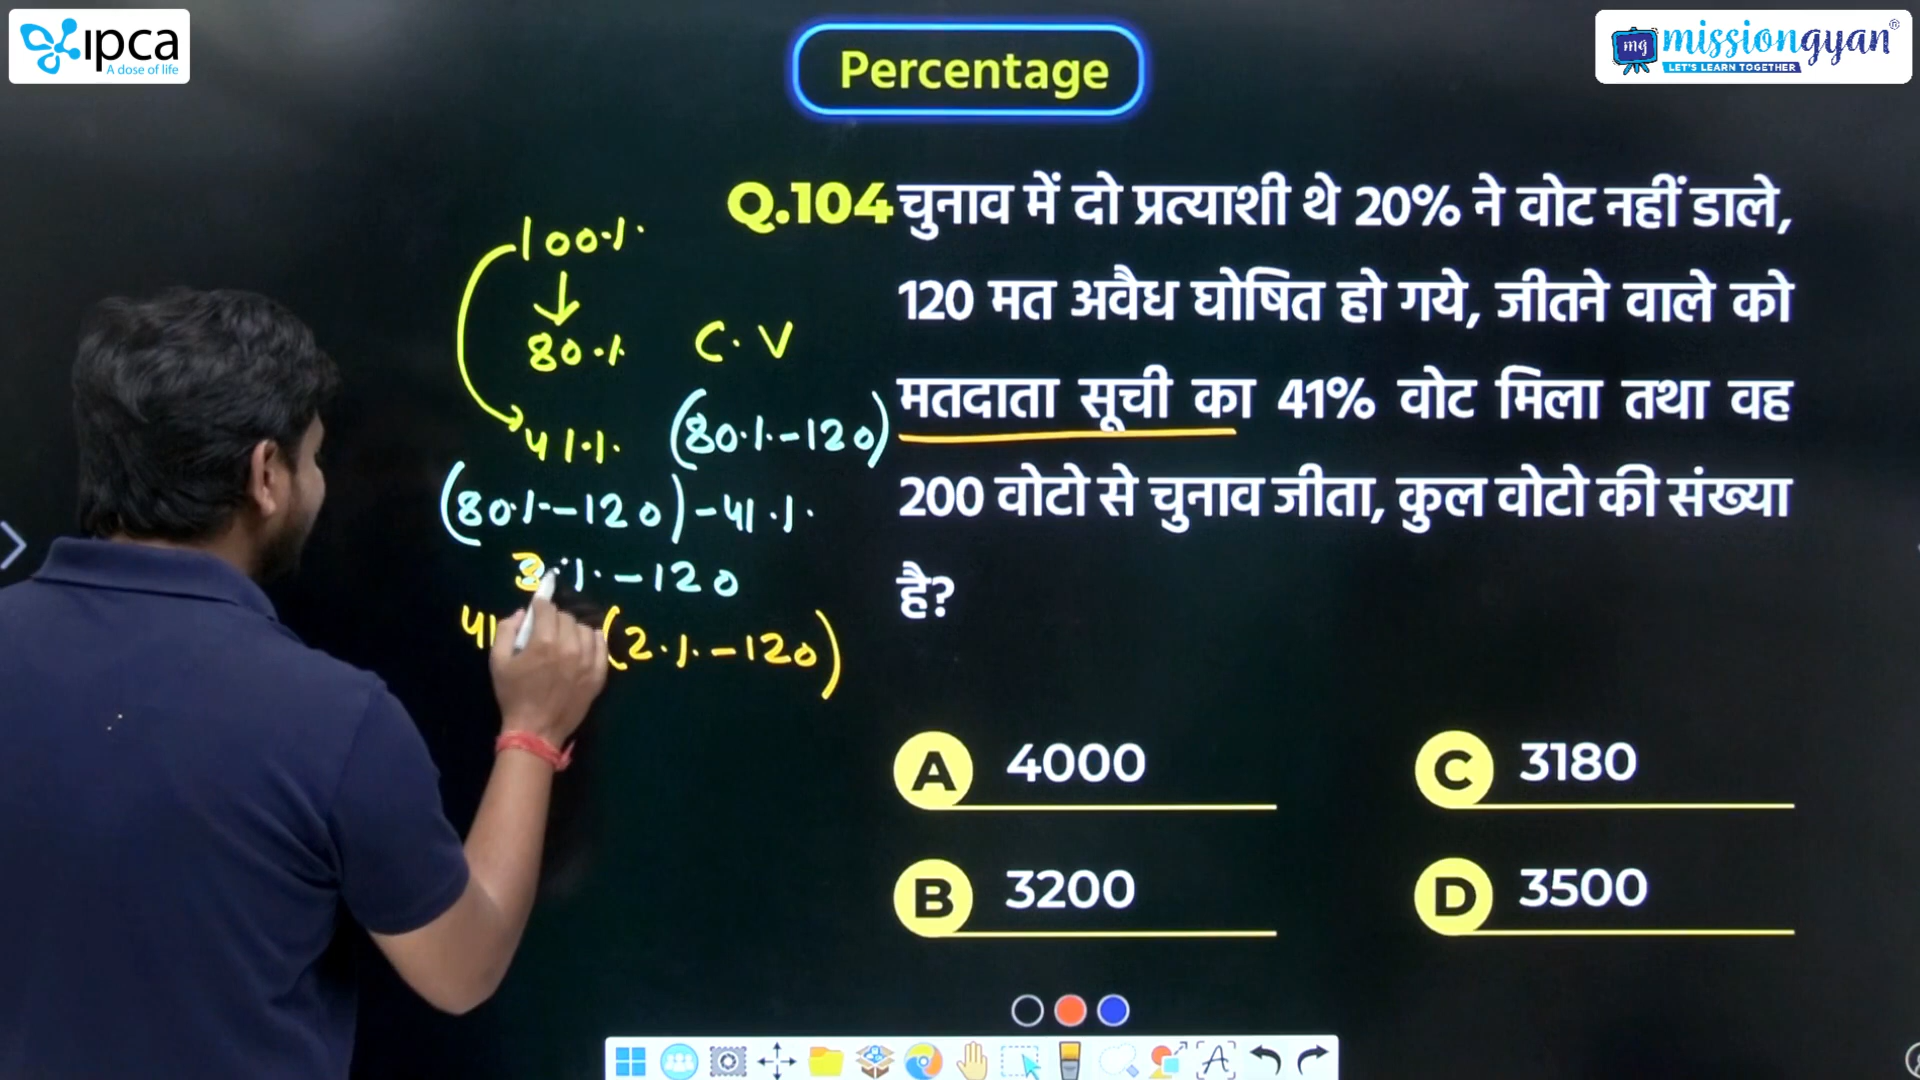 ipca
A dose of life
Percentage
mg missiongyan®
LET'S LEARN TOGETHER
Q.104 चुनाव में दो प्रत्याशी थे 20% ने वोट नहीं डाले,
120 मत अवैध घोषित हो गये, जीतने वाले को
मतदाता सूची का 41% वोट मिला तथा वह
200 वोटो से चुनाव जीता, कुल वोटो की संख्या
है?
100%
80% C.V
41% (80%-120)
(80%-120)-41%
%-120
41 (2%-120)
A 4000
B 3200
C 3180
D 3500